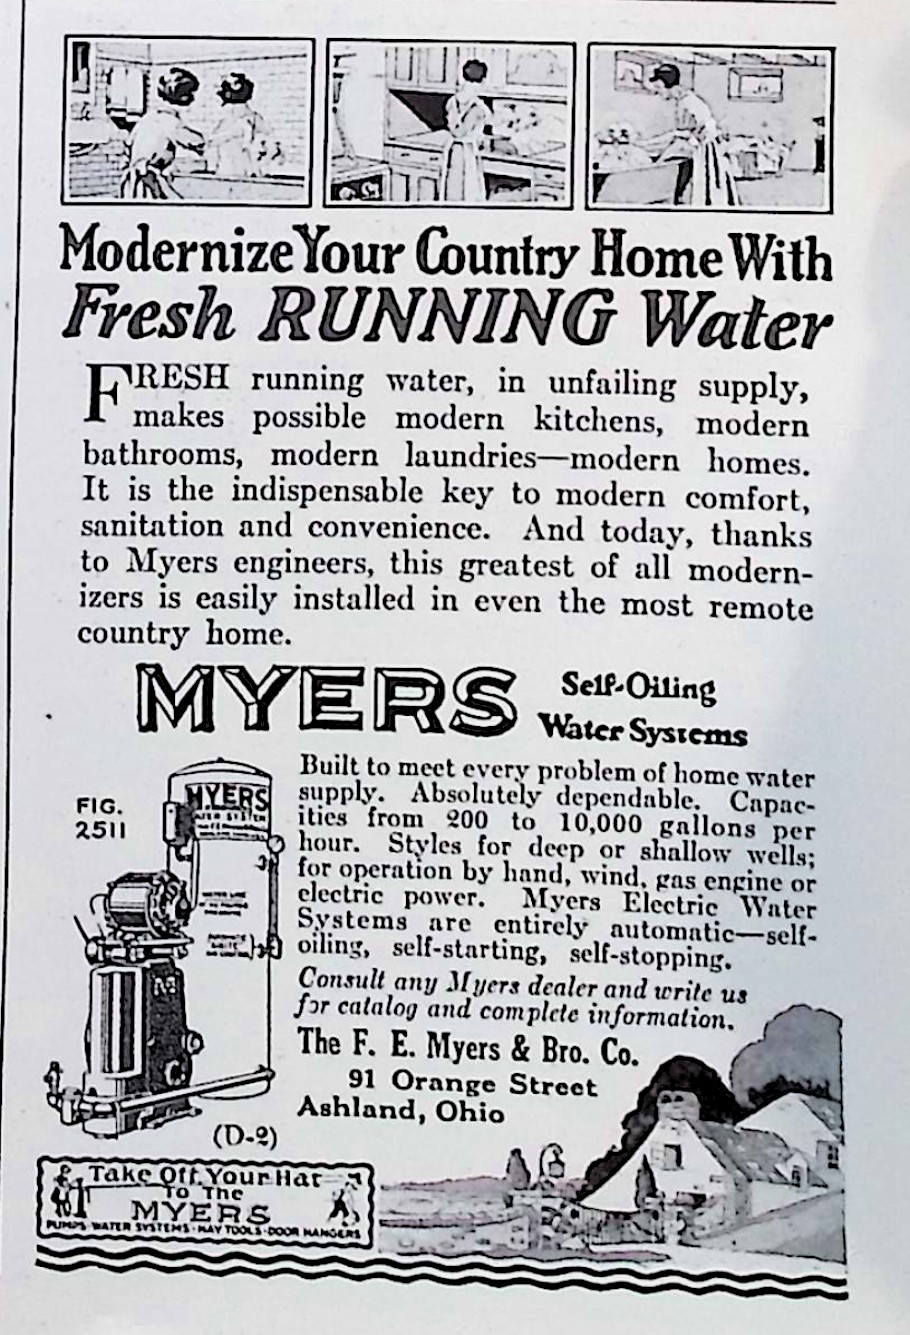 Modernize Your Country Home With
Fresh RUNNING Water
FRESH running water, in unfailing supply,
makes possible modern kitchens, modern
bathrooms, modern laundries—modern homes.
It is the indispensable key to modern comfort,
sanitation and convenience. And today, thanks
to Myers engineers, this greatest of all modern-
izers is easily installed in even the most remote
country home.
MYERS Self-Oiling
Water Systems
FIG.
2511
MYERS
WATER SYSTEM
Built to meet every problem of home water
supply. Absolutely dependable. Capac-
ities from 200 to 10,000 gallons per
hour. Styles for deep or shallow wells;
for operation by hand, wind, gas engine or
electric power. Myers Electric Water
Systems are entirely automatic—self-
oiling, self-starting, self-stopping.
Consult any Myers dealer and write us
for catalog and complete information.
The F. E. Myers & Bro. Co.
91 Orange Street
Ashland, Ohio
(D-2)
Take Off Your Hat
To The
MYERS
PUMPS-WATER SYSTEMS-HAY TOOLS-DOOR HANGERS